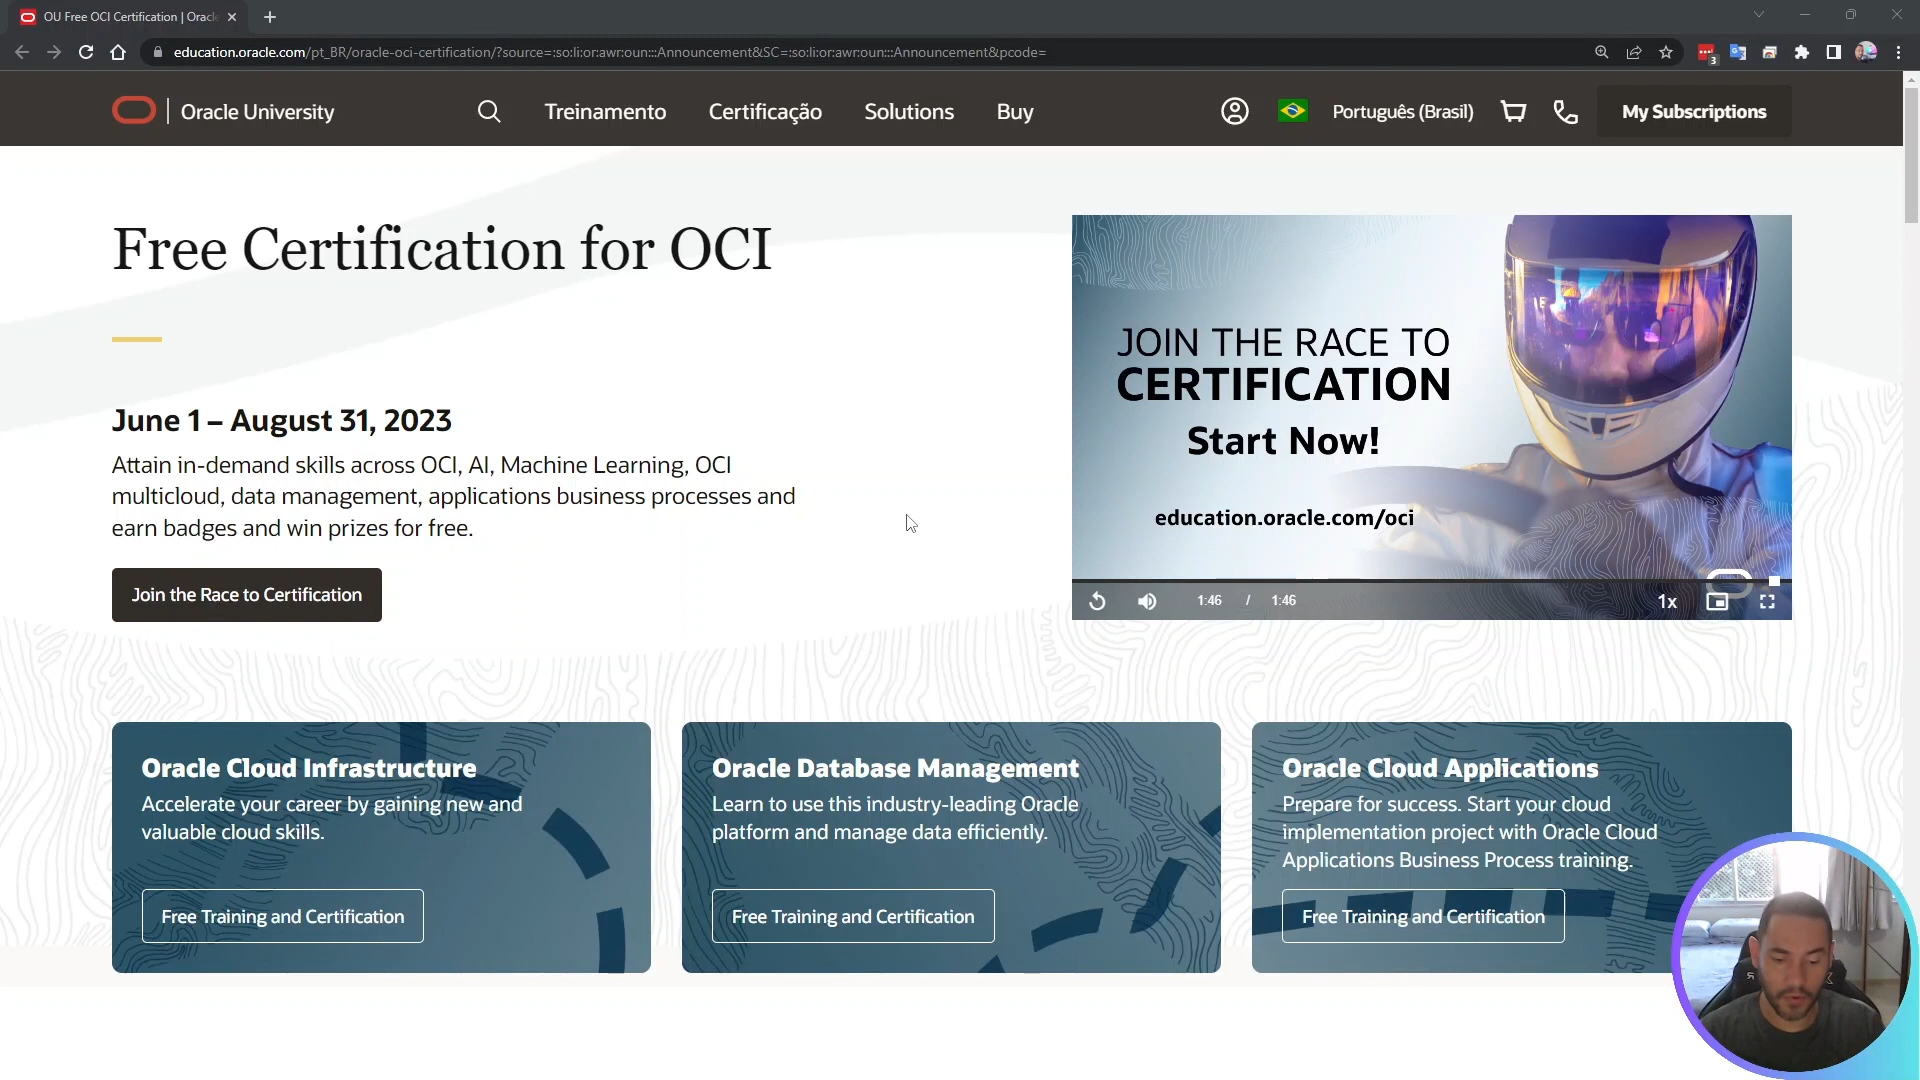 OU Free OCI Certification | Oracle
education.oracle.com/pt_BR/oracle-oci-certification/?source=:so:li:or:awr:oun:::Announcement&SC=:so:li:or:awr:oun:::Announcement&pcode=
3
Oracle University
Treinamento
Certificação
Solutions
Buy
Português (Brasil)
My Subscriptions
Free Certification for OCI
June 1 – August 31, 2023
Attain in-demand skills across OCI, AI, Machine Learning, OCI
multicloud, data management, applications business processes and
earn badges and win prizes for free.
Join the Race to Certification
JOIN THE RACE TO
CERTIFICATION
Start Now!
education.oracle.com/oci
1:46 / 1:46
1x
Oracle Cloud Infrastructure
Accelerate your career by gaining new and
valuable cloud skills.
Free Training and Certification
Oracle Database Management
Learn to use this industry-leading Oracle
platform and manage data efficiently.
Free Training and Certification
Oracle Cloud Applications
Prepare for success. Start your cloud
implementation project with Oracle Cloud
Applications Business Process training.
Free Training and Certification